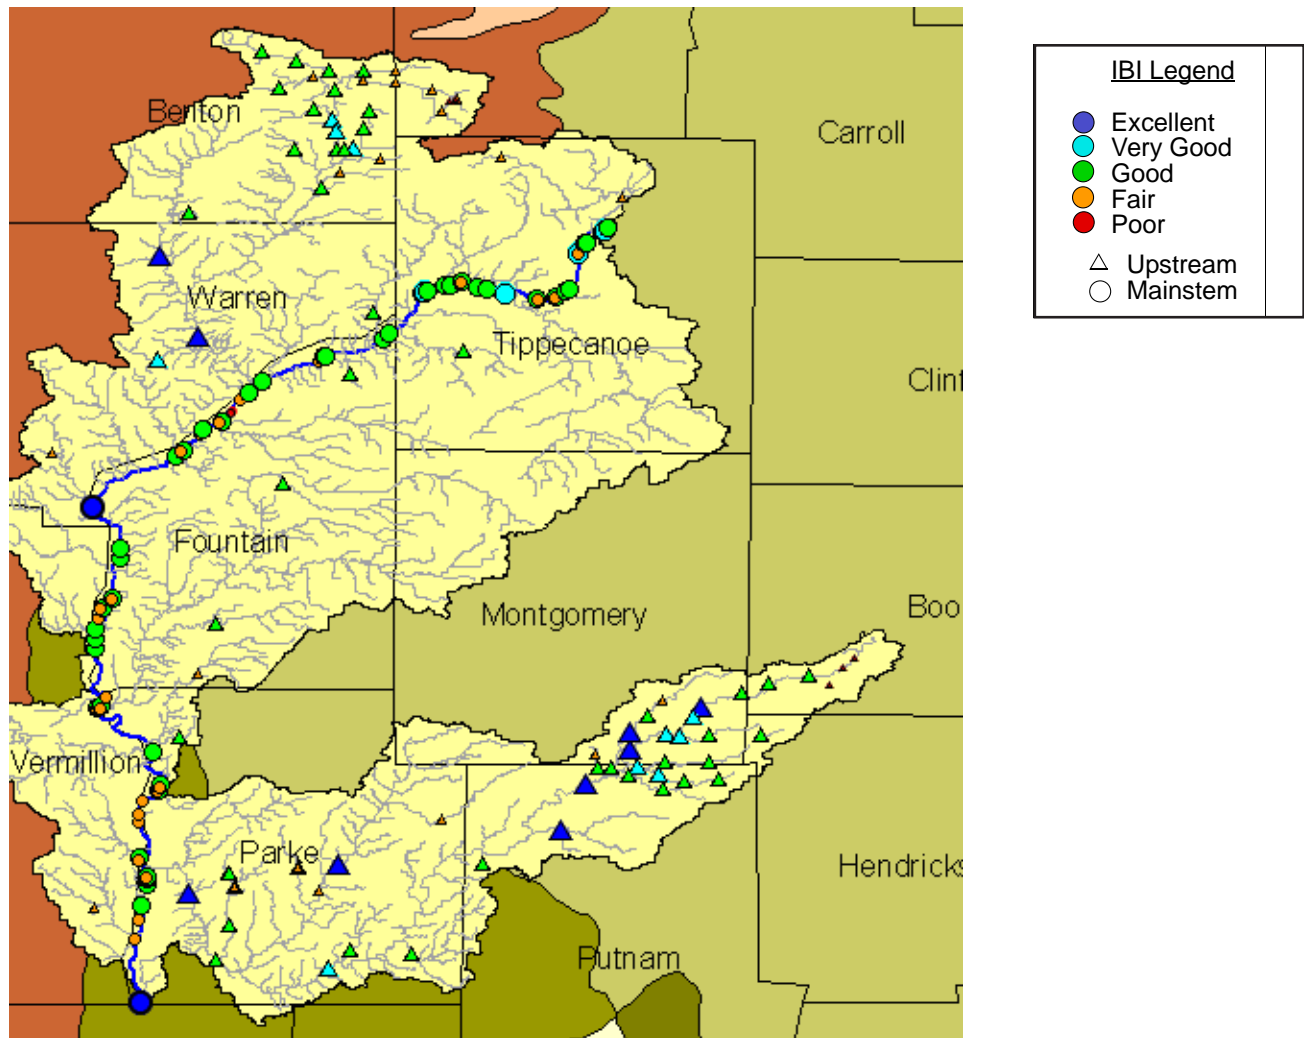 IBI Legend
Excellent
Very Good
Good
Fair
Poor
Upstream
Mainstem
Benton
Carroll
Warren
Tippecanoe
Clint
Fountain
Montgomery
Boo
Vermillion
Parke
Hendricks
Putnam